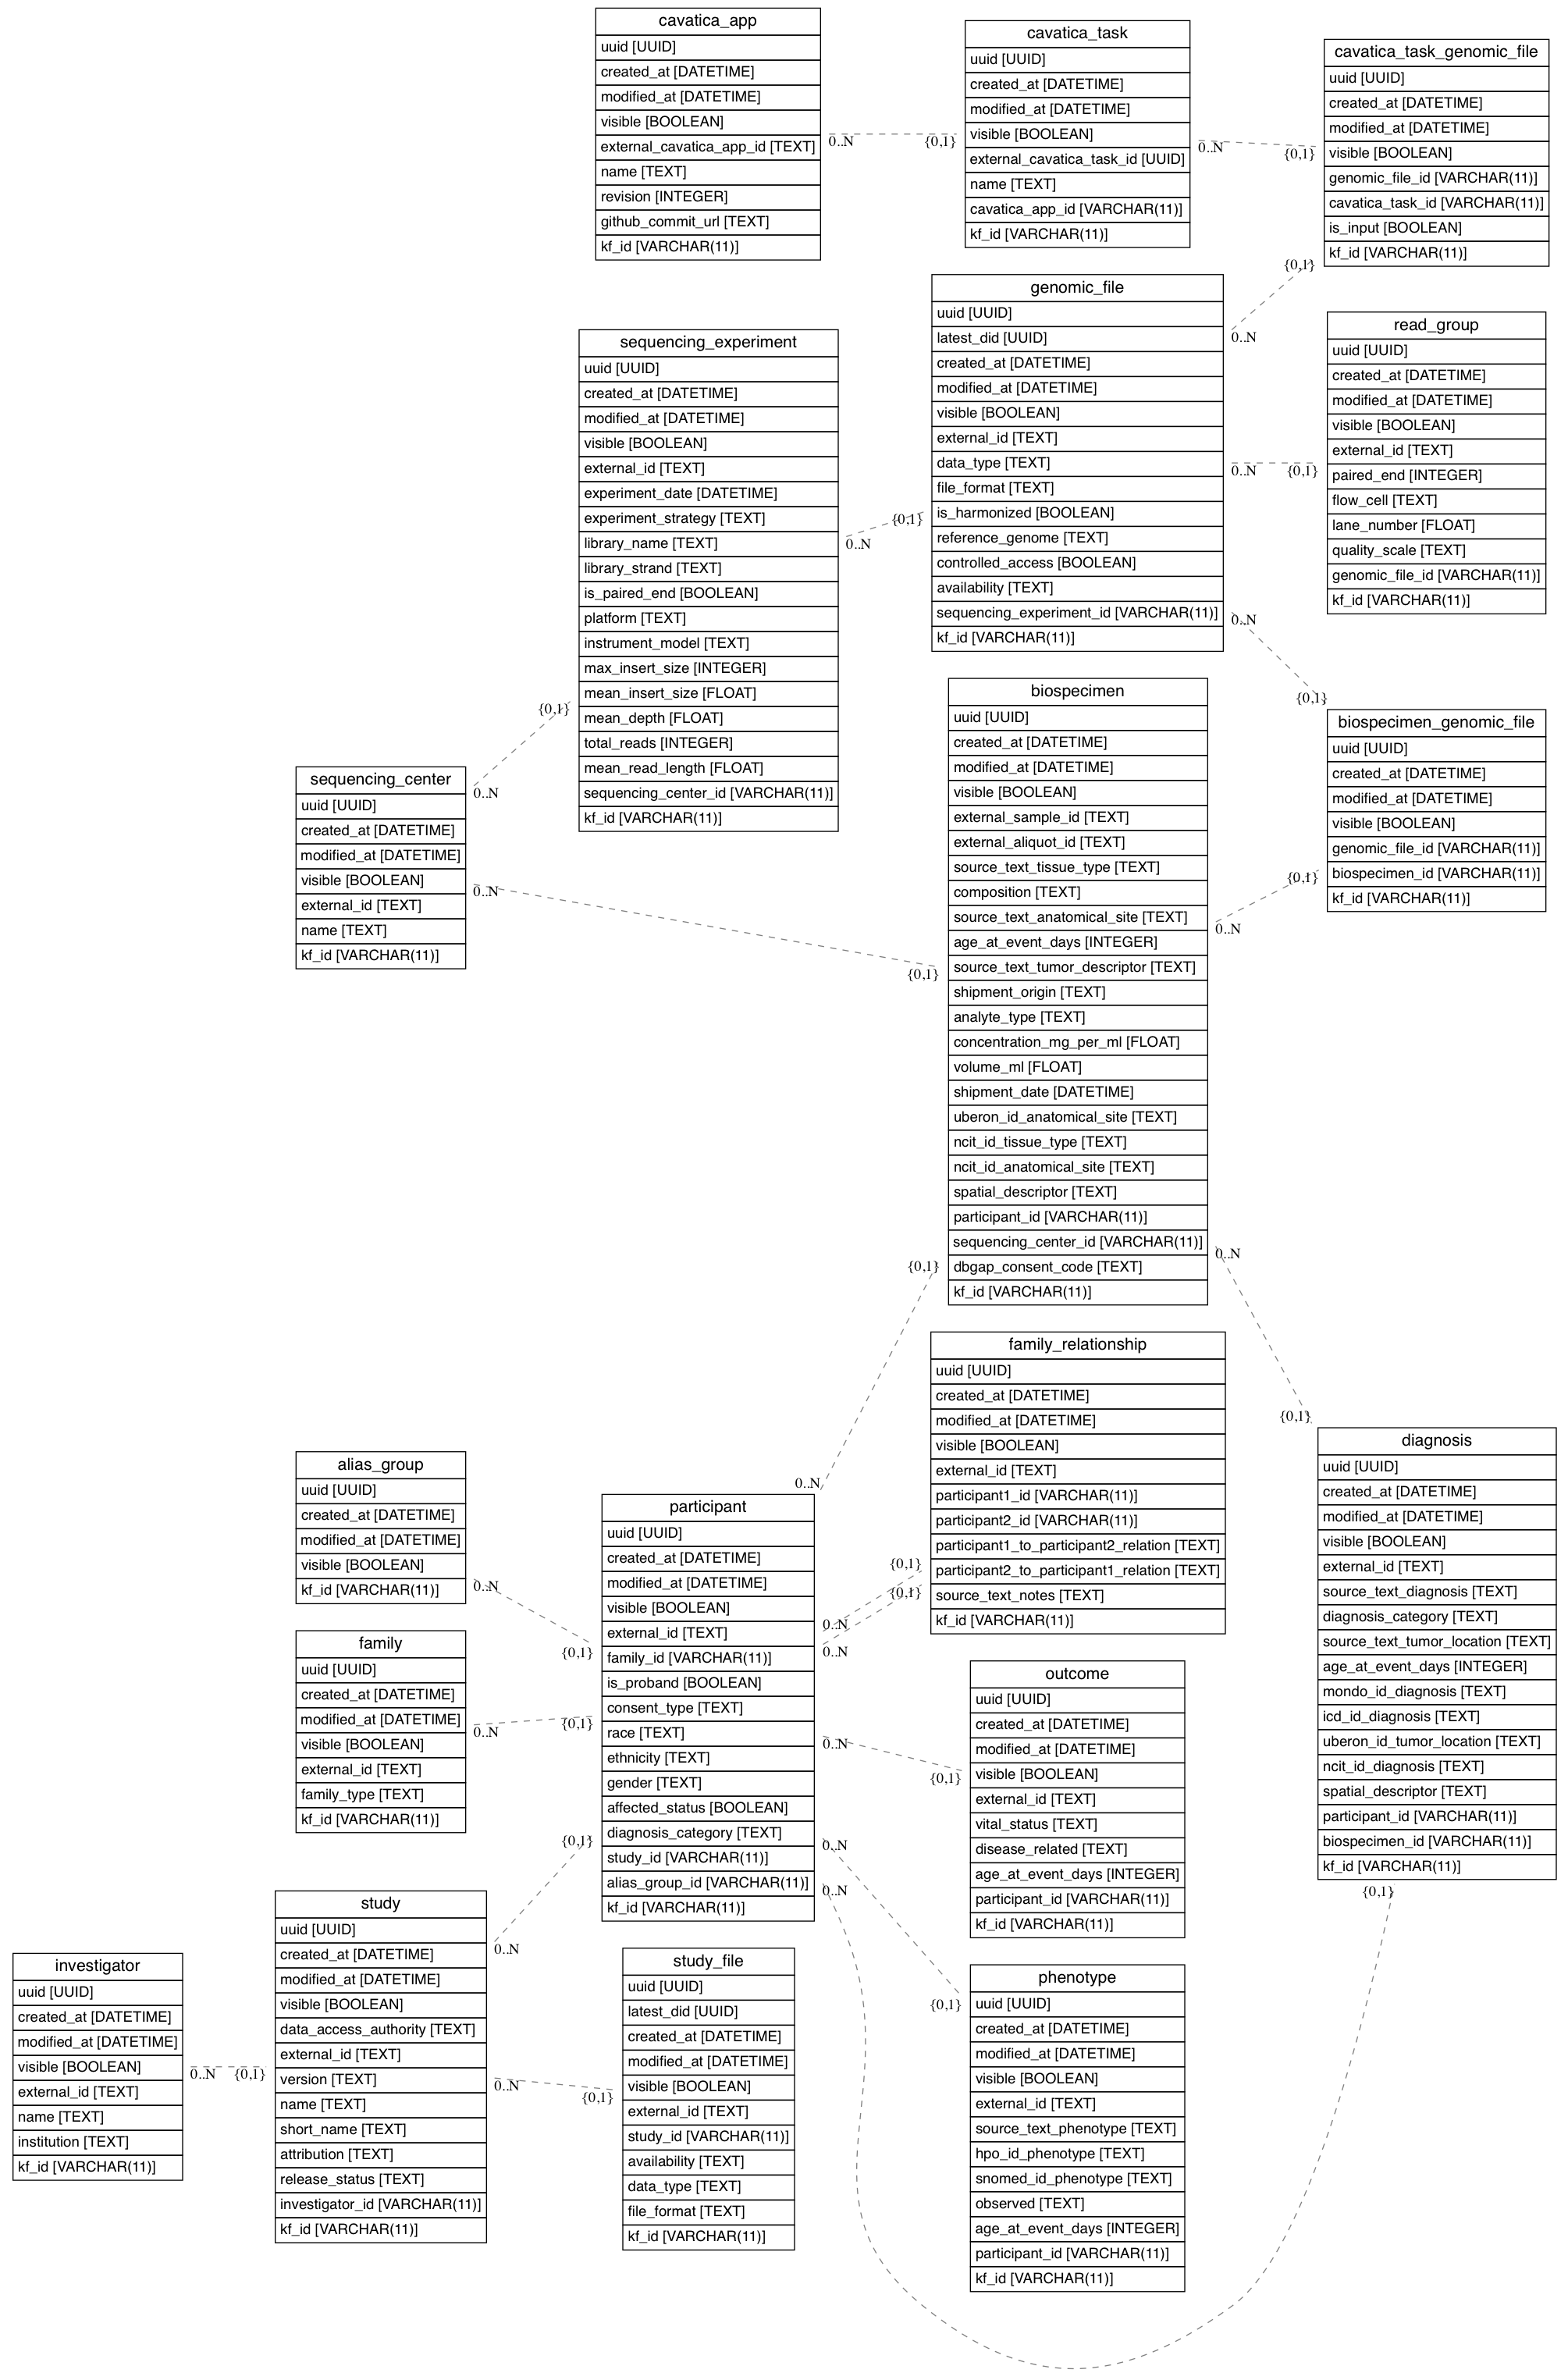 cavatica_app
uuid [UUID]
created_at [DATETIME]
modified_at [DATETIME]
visible [BOOLEAN]
external_cavatica_app_id [TEXT]
name [TEXT]
revision [INTEGER]
github_commit_url [TEXT]
kf_id [VARCHAR(11)]
0..N
{0,1}
cavatica_task
uuid [UUID]
created_at [DATETIME]
modified_at [DATETIME]
visible [BOOLEAN]
external_cavatica_task_id [UUID]
name [TEXT]
cavatica_app_id [VARCHAR(11)]
kf_id [VARCHAR(11)]
0..N
{0,1}
cavatica_task_genomic_file
uuid [UUID]
created_at [DATETIME]
modified_at [DATETIME]
visible [BOOLEAN]
genomic_file_id [VARCHAR(11)]
cavatica_task_id [VARCHAR(11)]
is_input [BOOLEAN]
kf_id [VARCHAR(11)]
{0,1}
0..N
genomic_file
uuid [UUID]
latest_did [UUID]
created_at [DATETIME]
modified_at [DATETIME]
visible [BOOLEAN]
external_id [TEXT]
data_type [TEXT]
file_format [TEXT]
is_harmonized [BOOLEAN]
reference_genome [TEXT]
controlled_access [BOOLEAN]
availability [TEXT]
sequencing_experiment_id [VARCHAR(11)]
kf_id [VARCHAR(11)]
0..N
{0,1}
read_group
uuid [UUID]
created_at [DATETIME]
modified_at [DATETIME]
visible [BOOLEAN]
external_id [TEXT]
paired_end [INTEGER]
flow_cell [TEXT]
lane_number [FLOAT]
quality_scale [TEXT]
genomic_file_id [VARCHAR(11)]
kf_id [VARCHAR(11)]
sequencing_experiment
uuid [UUID]
created_at [DATETIME]
modified_at [DATETIME]
visible [BOOLEAN]
external_id [TEXT]
experiment_date [DATETIME]
experiment_strategy [TEXT]
library_name [TEXT]
library_strand [TEXT]
is_paired_end [BOOLEAN]
platform [TEXT]
instrument_model [TEXT]
max_insert_size [INTEGER]
mean_insert_size [FLOAT]
mean_depth [FLOAT]
total_reads [INTEGER]
mean_read_length [FLOAT]
sequencing_center_id [VARCHAR(11)]
kf_id [VARCHAR(11)]
0..N
{0,1}
0..N
{0,1}
biospecimen_genomic_file
uuid [UUID]
created_at [DATETIME]
modified_at [DATETIME]
visible [BOOLEAN]
genomic_file_id [VARCHAR(11)]
biospecimen_id [VARCHAR(11)]
kf_id [VARCHAR(11)]
sequencing_center
uuid [UUID]
created_at [DATETIME]
modified_at [DATETIME]
visible [BOOLEAN]
external_id [TEXT]
name [TEXT]
kf_id [VARCHAR(11)]
{0,1}
0..N
0..N
{0,1}
biospecimen
uuid [UUID]
created_at [DATETIME]
modified_at [DATETIME]
visible [BOOLEAN]
external_sample_id [TEXT]
external_aliquot_id [TEXT]
source_text_tissue_type [TEXT]
composition [TEXT]
source_text_anatomical_site [TEXT]
age_at_event_days [INTEGER]
source_text_tumor_descriptor [TEXT]
shipment_origin [TEXT]
analyte_type [TEXT]
concentration_mg_per_ml [FLOAT]
volume_ml [FLOAT]
shipment_date [DATETIME]
uberon_id_anatomical_site [TEXT]
ncit_id_tissue_type [TEXT]
ncit_id_anatomical_site [TEXT]
spatial_descriptor [TEXT]
participant_id [VARCHAR(11)]
sequencing_center_id [VARCHAR(11)]
dbgap_consent_code [TEXT]
kf_id [VARCHAR(11)]
{0,1}
0..N
0..N
{0,1}
{0,1}
0..N
family_relationship
uuid [UUID]
created_at [DATETIME]
modified_at [DATETIME]
visible [BOOLEAN]
external_id [TEXT]
participant1_id [VARCHAR(11)]
participant2_id [VARCHAR(11)]
participant1_to_participant2_relation [TEXT]
participant2_to_participant1_relation [TEXT]
source_text_notes [TEXT]
kf_id [VARCHAR(11)]
diagnosis
uuid [UUID]
created_at [DATETIME]
modified_at [DATETIME]
visible [BOOLEAN]
external_id [TEXT]
source_text_diagnosis [TEXT]
diagnosis_category [TEXT]
source_text_tumor_location [TEXT]
age_at_event_days [INTEGER]
mondo_id_diagnosis [TEXT]
icd_id_diagnosis [TEXT]
uberon_id_tumor_location [TEXT]
ncit_id_diagnosis [TEXT]
spatial_descriptor [TEXT]
participant_id [VARCHAR(11)]
biospecimen_id [VARCHAR(11)]
kf_id [VARCHAR(11)]
{0,1}
alias_group
uuid [UUID]
created_at [DATETIME]
modified_at [DATETIME]
visible [BOOLEAN]
kf_id [VARCHAR(11)]
0..N
{0,1}
participant
uuid [UUID]
created_at [DATETIME]
modified_at [DATETIME]
visible [BOOLEAN]
external_id [TEXT]
family_id [VARCHAR(11)]
is_proband [BOOLEAN]
consent_type [TEXT]
race [TEXT]
ethnicity [TEXT]
gender [TEXT]
affected_status [BOOLEAN]
diagnosis_category [TEXT]
study_id [VARCHAR(11)]
alias_group_id [VARCHAR(11)]
kf_id [VARCHAR(11)]
{0,1}
{0,1}
0..N
0..N
family
uuid [UUID]
created_at [DATETIME]
modified_at [DATETIME]
visible [BOOLEAN]
external_id [TEXT]
family_type [TEXT]
kf_id [VARCHAR(11)]
0..N
{0,1}
outcome
uuid [UUID]
created_at [DATETIME]
modified_at [DATETIME]
visible [BOOLEAN]
external_id [TEXT]
vital_status [TEXT]
disease_related [TEXT]
age_at_event_days [INTEGER]
participant_id [VARCHAR(11)]
kf_id [VARCHAR(11)]
0..N
{0,1}
0..N
{0,1}
0..N
phenotype
uuid [UUID]
created_at [DATETIME]
modified_at [DATETIME]
visible [BOOLEAN]
external_id [TEXT]
source_text_phenotype [TEXT]
hpo_id_phenotype [TEXT]
snomed_id_phenotype [TEXT]
observed [TEXT]
age_at_event_days [INTEGER]
participant_id [VARCHAR(11)]
kf_id [VARCHAR(11)]
study
uuid [UUID]
created_at [DATETIME]
modified_at [DATETIME]
visible [BOOLEAN]
data_access_authority [TEXT]
external_id [TEXT]
version [TEXT]
name [TEXT]
short_name [TEXT]
attribution [TEXT]
release_status [TEXT]
investigator_id [VARCHAR(11)]
kf_id [VARCHAR(11)]
{0,1}
0..N
investigator
uuid [UUID]
created_at [DATETIME]
modified_at [DATETIME]
visible [BOOLEAN]
external_id [TEXT]
name [TEXT]
institution [TEXT]
kf_id [VARCHAR(11)]
0..N
{0,1}
study_file
uuid [UUID]
latest_did [UUID]
created_at [DATETIME]
modified_at [DATETIME]
visible [BOOLEAN]
external_id [TEXT]
study_id [VARCHAR(11)]
availability [TEXT]
data_type [TEXT]
file_format [TEXT]
kf_id [VARCHAR(11)]
0..N
{0,1}